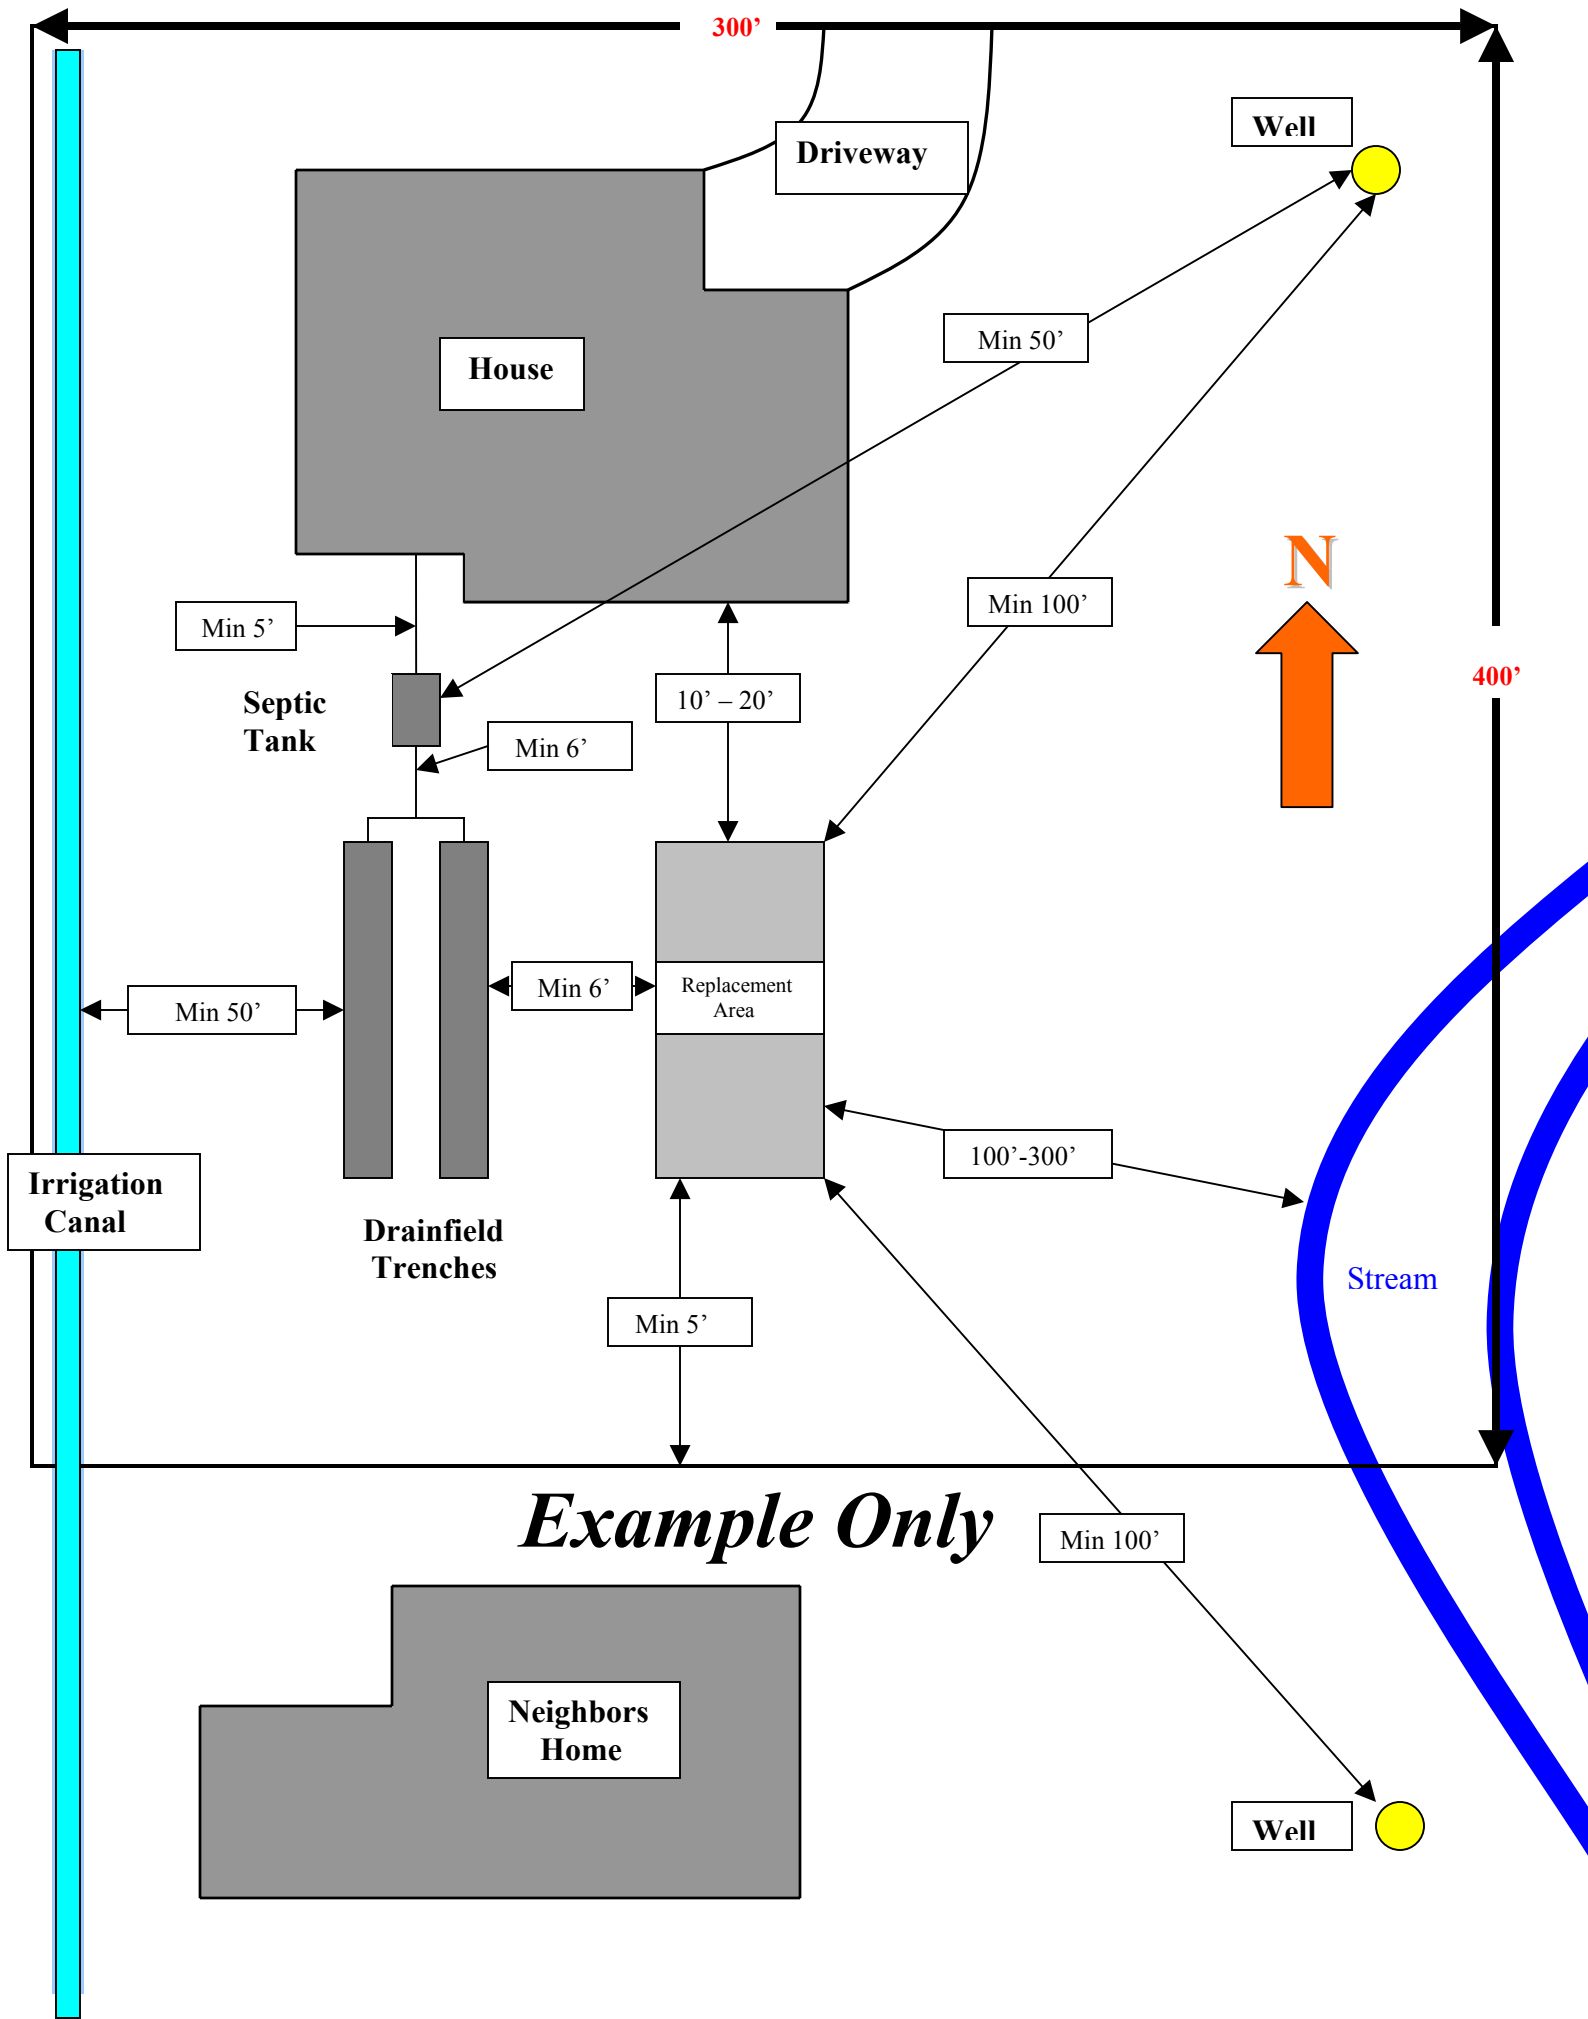 300’
Well
Driveway
Min 50’
House
N
Min 100’
Min 5’
400’
Septic
Tank
10’ – 20’
Min 6’
Min 6’
Replacement
Area
Min 50’
100’-300’
Irrigation
Canal
Drainfield
Trenches
Stream
Min 5’
Example Only
Min 100’
Neighbors
Home
Well